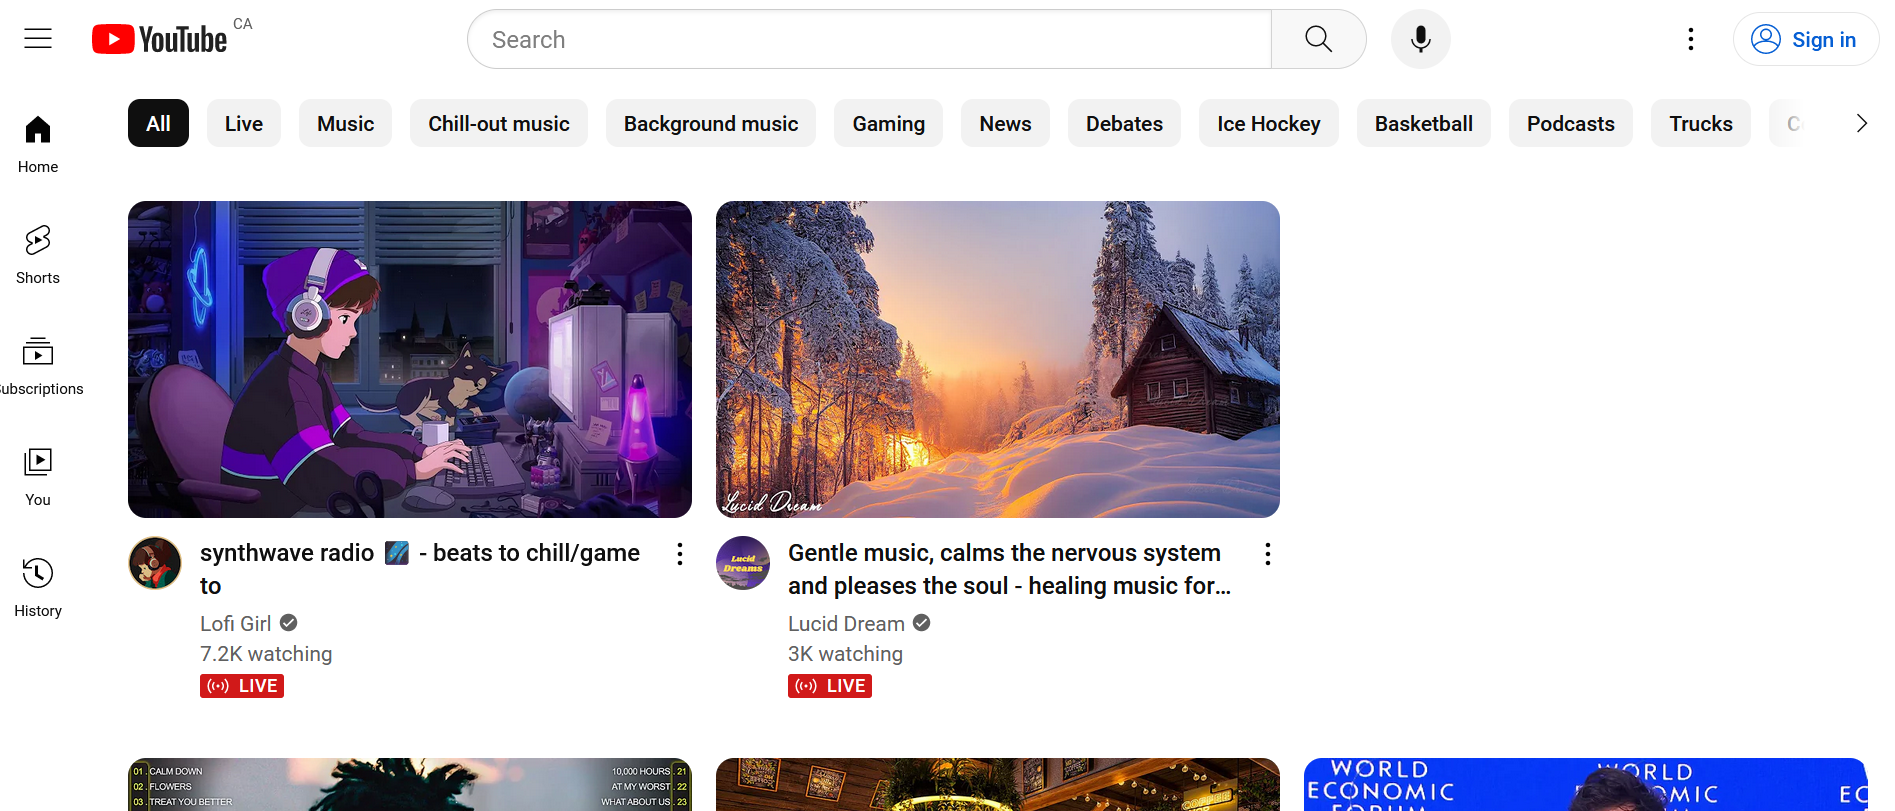 YouTube CA
Search
Sign in
Home
Shorts
ubscriptions
You
History
All
Live
Music
Chill-out music
Background music
Gaming
News
Debates
Ice Hockey
Basketball
Podcasts
Trucks
Lucid Dream
synthwave radio 🌌 - beats to chill/game
to
Lofi Girl
7.2K watching
LIVE
Lucid
Dreams
Gentle music, calms the nervous system
and pleases the soul - healing music for...
Lucid Dream
3K watching
LIVE
01 . CALM DOWN
02 . FLOWERS
03 . TREAT YOU BETTER
10,000 HOURS . 21
AT MY WORST . 22
WHAT ABOUT US . 23
COFFEE
WORLD
ECONOMIC
FORUM
WORLD
OMIC
EC